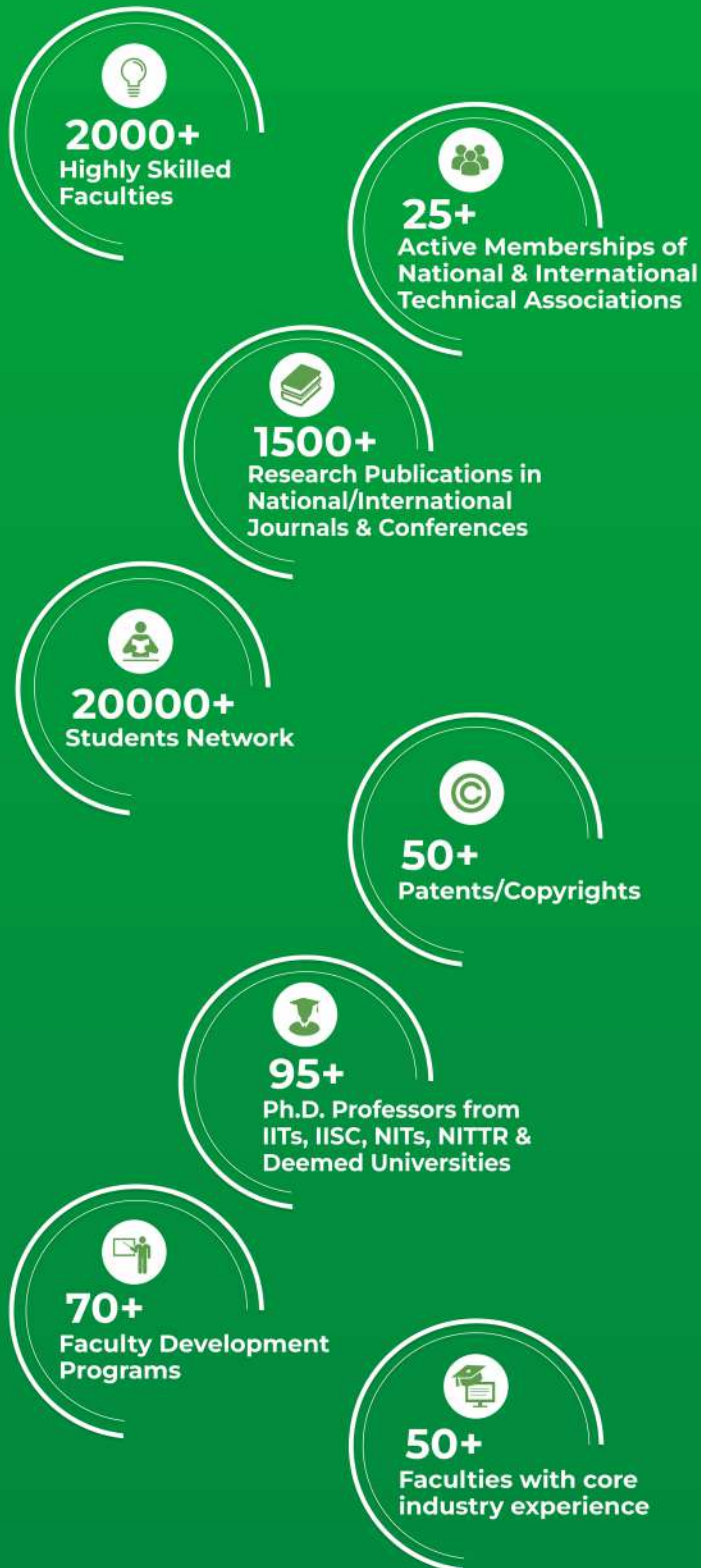 2000+
Highly Skilled
Faculties
25+
Active Memberships of
National & International
Technical Associations
1500+
Research Publications in
National/International
Journals & Conferences
20000+
Students Network
©
50+
Patents/Copyrights
95+
Ph.D. Professors from
IITs, IISC, NITs, NITTR &
Deemed Universities
70+
Faculty Development
Programs
50+
Faculties with core
industry experience